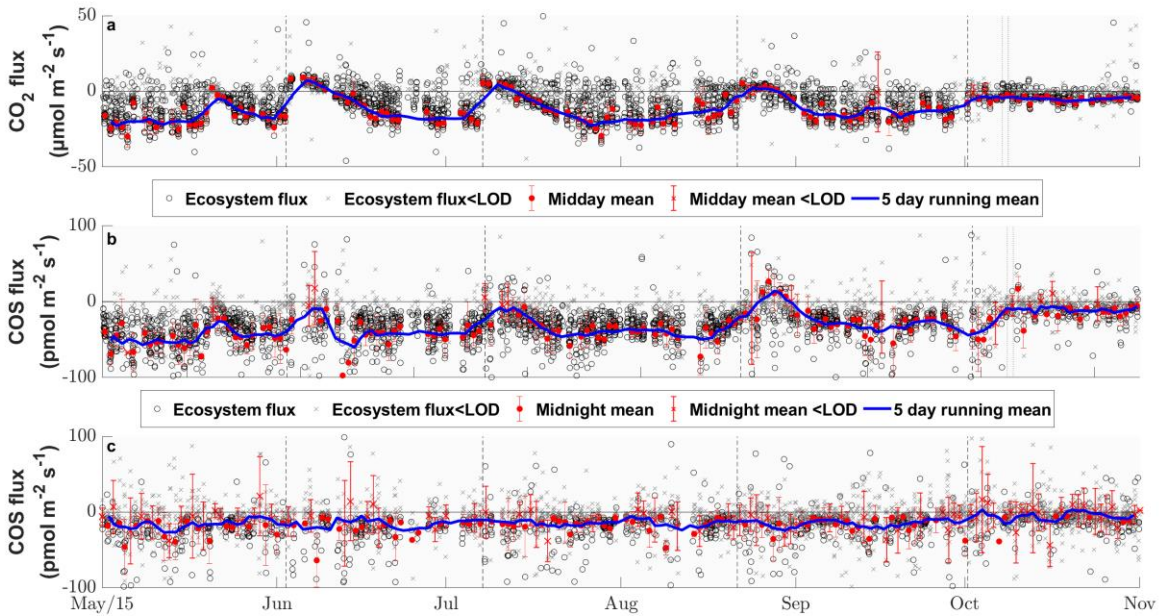 a
CO2 flux
(µmol m−2 s−1)
50
0
-50
Ecosystem flux Ecosystem flux<LOD Midday mean Midday mean <LOD 5 day running mean
b
COS flux
(pmol m−2 s−1)
100
0
-100
Ecosystem flux Ecosystem flux<LOD Midnight mean Midnight mean <LOD 5 day running mean
c
COS flux
(pmol m−2 s−1)
100
0
-100
May/15 Jun Jul Aug Sep Oct Nov